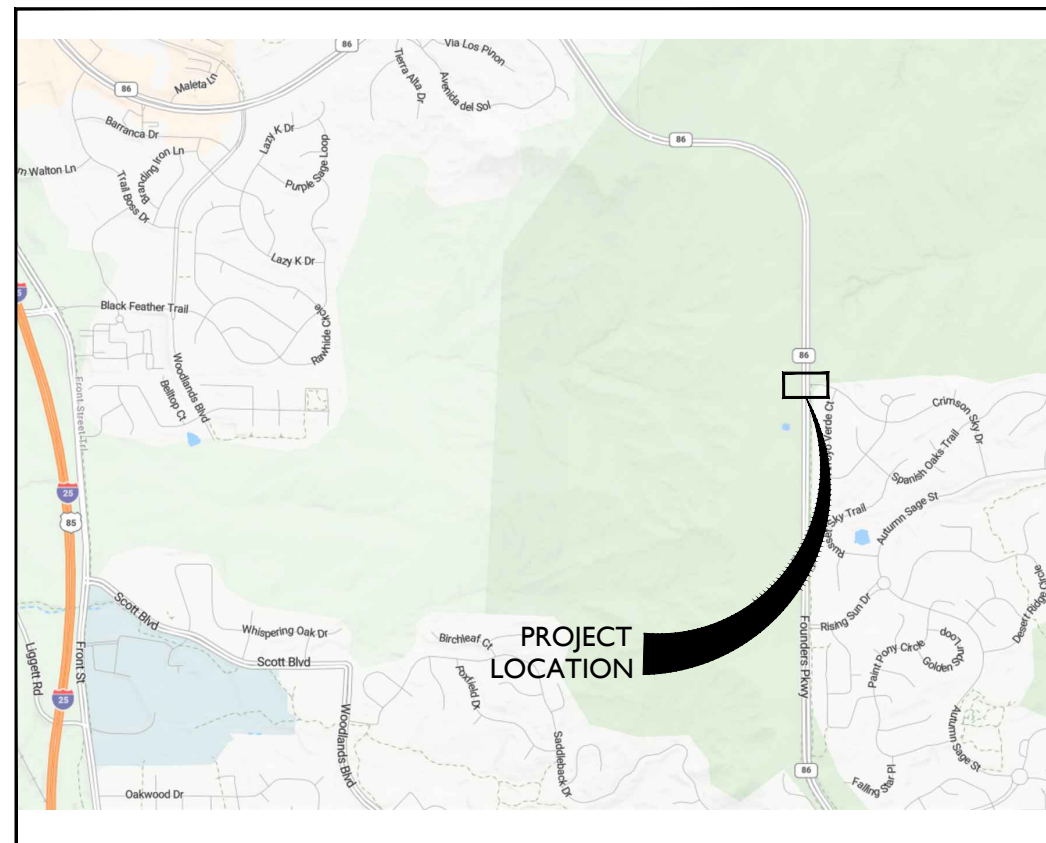 86
Via Los Pinon
Tierra Alta Dr
Avenida del Sol
86
Maleta Ln
Barranca Dr
Lazy K Dr
86
Walton Ln
Branding Iron Ln
Trail Boss Dr
Purple Sage Loop
Lazy K Dr
Black Feather Trail
Rawhide Cir
86
Woodlands Blvd
Belltop Ct
Front Street Trl
Verde Ct
Crimson Sky Dr
Spanish Oaks Trail
25
85
Autumn Sage St
Russet Sky Trail
Scott Blvd
Whispering Oak Dr
Birchleaf Ct
Scott Blvd
PROJECT
LOCATION
Founders Pkwy
Rising Sun Dr
Desert Ridge Circle
Paint Pony Circle
Golden Spur Loop
Liggett Rd
Front St
25
Foxfield Dr
Woodlands Blvd
Saddleback Dr
Autumn Sage St
86
Falling Star Pl
Oakwood Dr